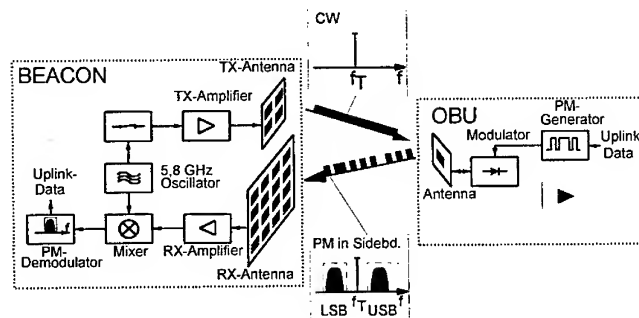 CW
f_T
f
BEACON
TX-Antenna
TX-Amplifier
5,8 GHz
Oscillator
Uplink-
Data
PM-
Demodulator
Mixer
RX-Amplifier
RX-Antenna
f
OBU
PM-
Generator
Modulator
Uplink
Data
Antenna
PM in Sidebd.
LSB
f_T
USB
f